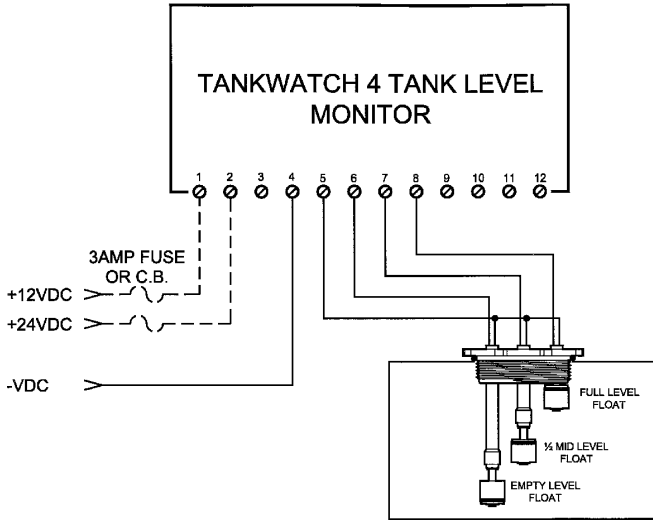 TANKWATCH 4 TANK LEVEL
MONITOR
1 2 3 4 5 6 7 8 9 10 11 12
3AMP FUSE
OR C.B.
+12VDC
+24VDC
-VDC
FULL LEVEL
FLOAT
½ MID LEVEL
FLOAT
EMPTY LEVEL
FLOAT